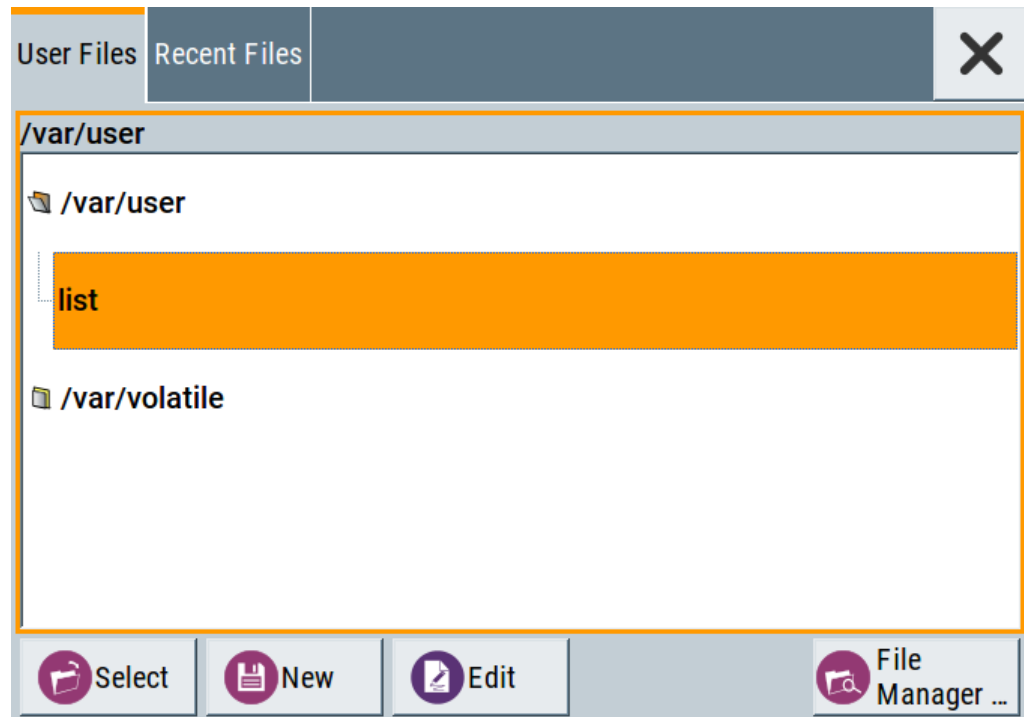 User Files Recent Files
/var/user
/var/user
list
/var/volatile
Select New Edit File
Manager ...